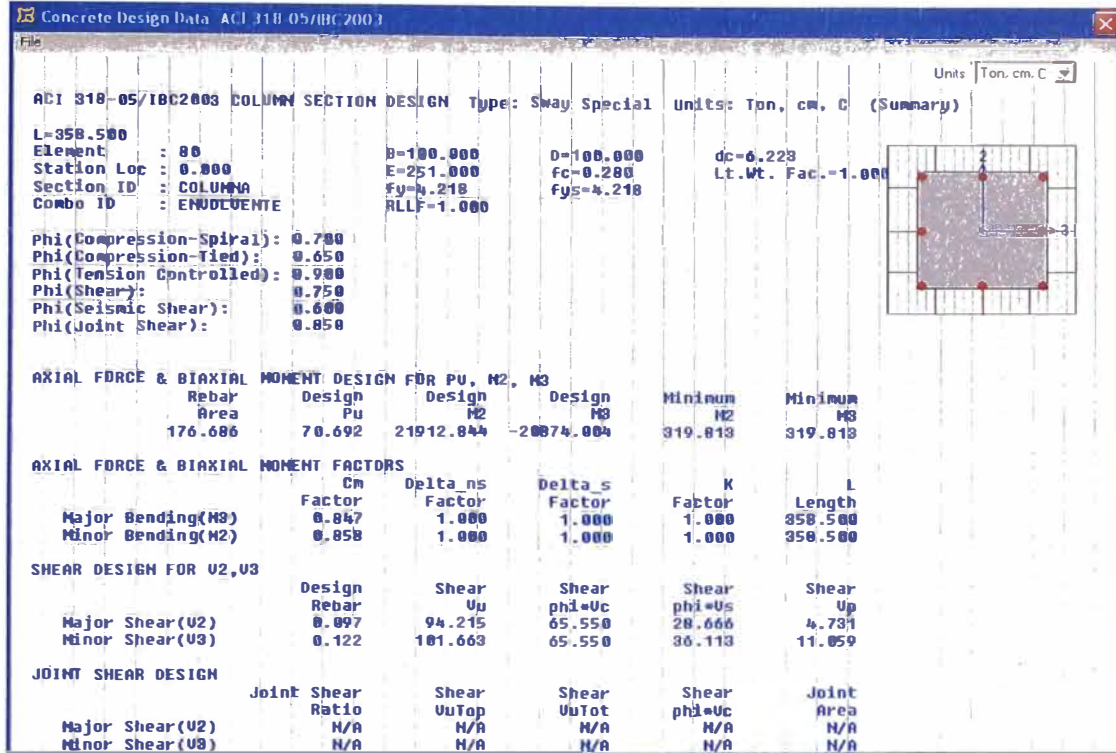 Concrete Design Data ACI 318-05/IBC2003
File
Units Ton, cm, C
ACI 318-05/IBC2003 COLUMN SECTION DESIGN Type: Sway Special Units: Ton, cm, C (Summary)
L=358.500
Element : 80 B=100.000 D=100.000 dc=6.223
Station Loc : 0.000 E=251.000 fc=0.280 Lt.Wt. Fac.=1.000
Section ID : COLUMNA fy=4.218 fys=4.218
Combo ID : ENVOLVENTE RLLF=1.000
2
3
Phi(Compression-Spiral): 0.700
Phi(Compression-Tied): 0.650
Phi(Tension Controlled): 0.900
Phi(Shear): 0.750
Phi(Seismic Shear): 0.600
Phi(Joint Shear): 0.850
AXIAL FORCE & BIAXIAL MOMENT DESIGN FOR PU, M2, M3
Rebar Design Design Design Minimum Minimum
Area Pu M2 M3 M2 M3
176.686 70.692 21912.844 -20874.004 319.813 319.813
AXIAL FORCE & BIAXIAL MOMENT FACTORS
Cm Delta_ns Delta_s K L
Factor Factor Factor Factor Length
Major Bending(M3) 0.847 1.000 1.000 1.000 358.500
Minor Bending(M2) 0.858 1.000 1.000 1.000 358.500
SHEAR DESIGN FOR V2,V3
Design Shear Shear Shear Shear
Rebar Vu phi*Vc phi*Vs Vp
Major Shear(V2) 0.097 94.215 65.550 28.666 4.731
Minor Shear(V3) 0.122 101.663 65.550 36.113 11.059
JOINT SHEAR DESIGN
Joint Shear Shear Shear Shear Joint
Ratio VuTop VuTot phi*Vc Area
Major Shear(V2) N/A N/A N/A N/A N/A
Minor Shear(V3) N/A N/A N/A N/A N/A